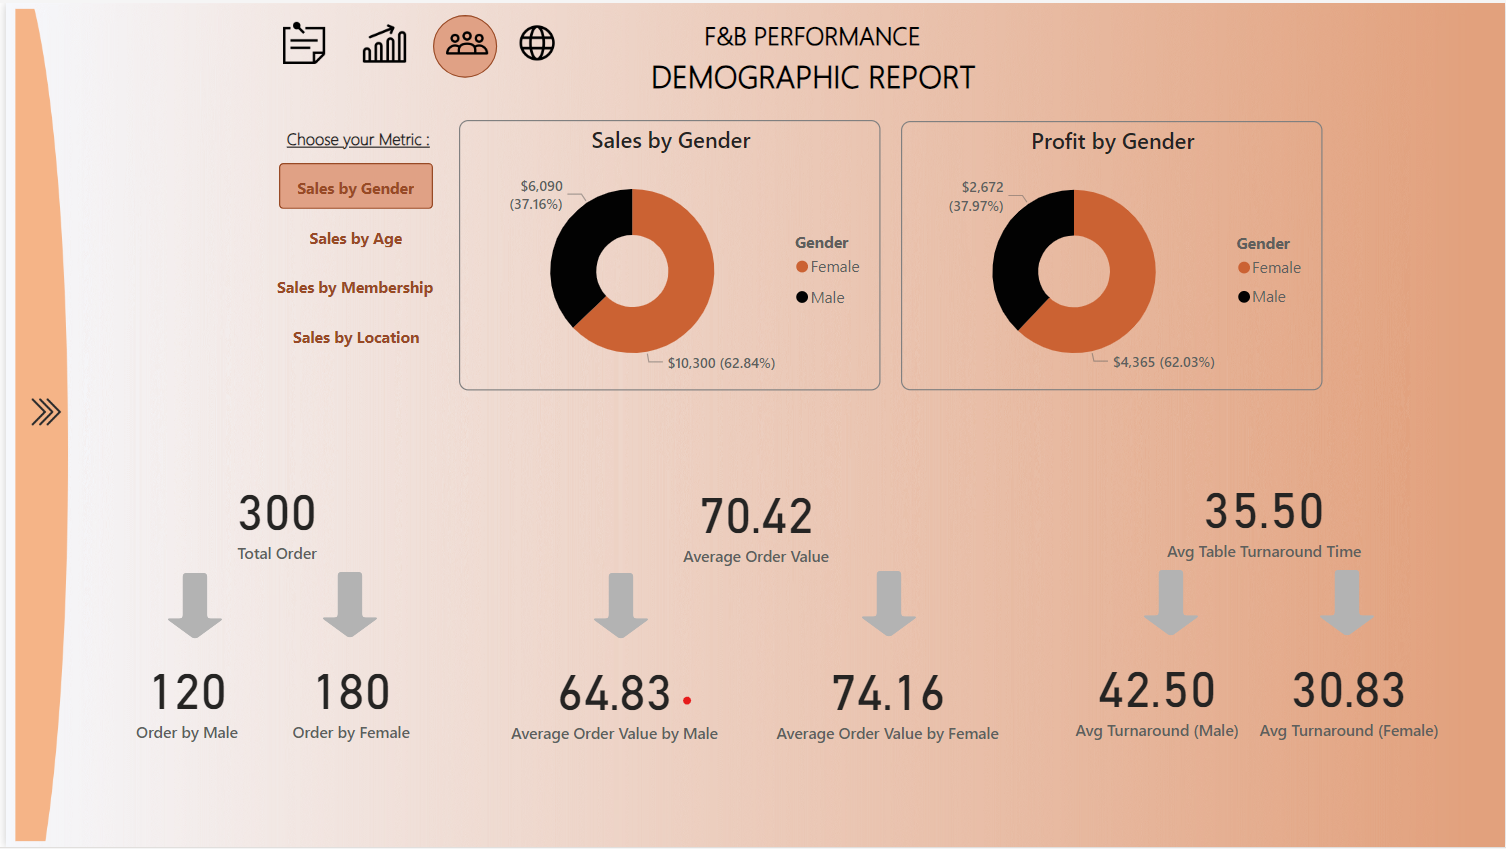 F&B PERFORMANCE
DEMOGRAPHIC REPORT
Choose your Metric :
Sales by Gender
Sales by Age
Sales by Membership
Sales by Location
Sales by Gender
$6,090
(37.16%)
$10,300 (62.84%)
Gender
Female
Male
Profit by Gender
$2,672
(37.97%)
$4,365 (62.03%)
Gender
Female
Male
300
Total Order
120
Order by Male
180
Order by Female
70.42
Average Order Value
64.83
Average Order Value by Male
74.16
Average Order Value by Female
35.50
Avg Table Turnaround Time
42.50
Avg Turnaround (Male)
30.83
Avg Turnaround (Female)